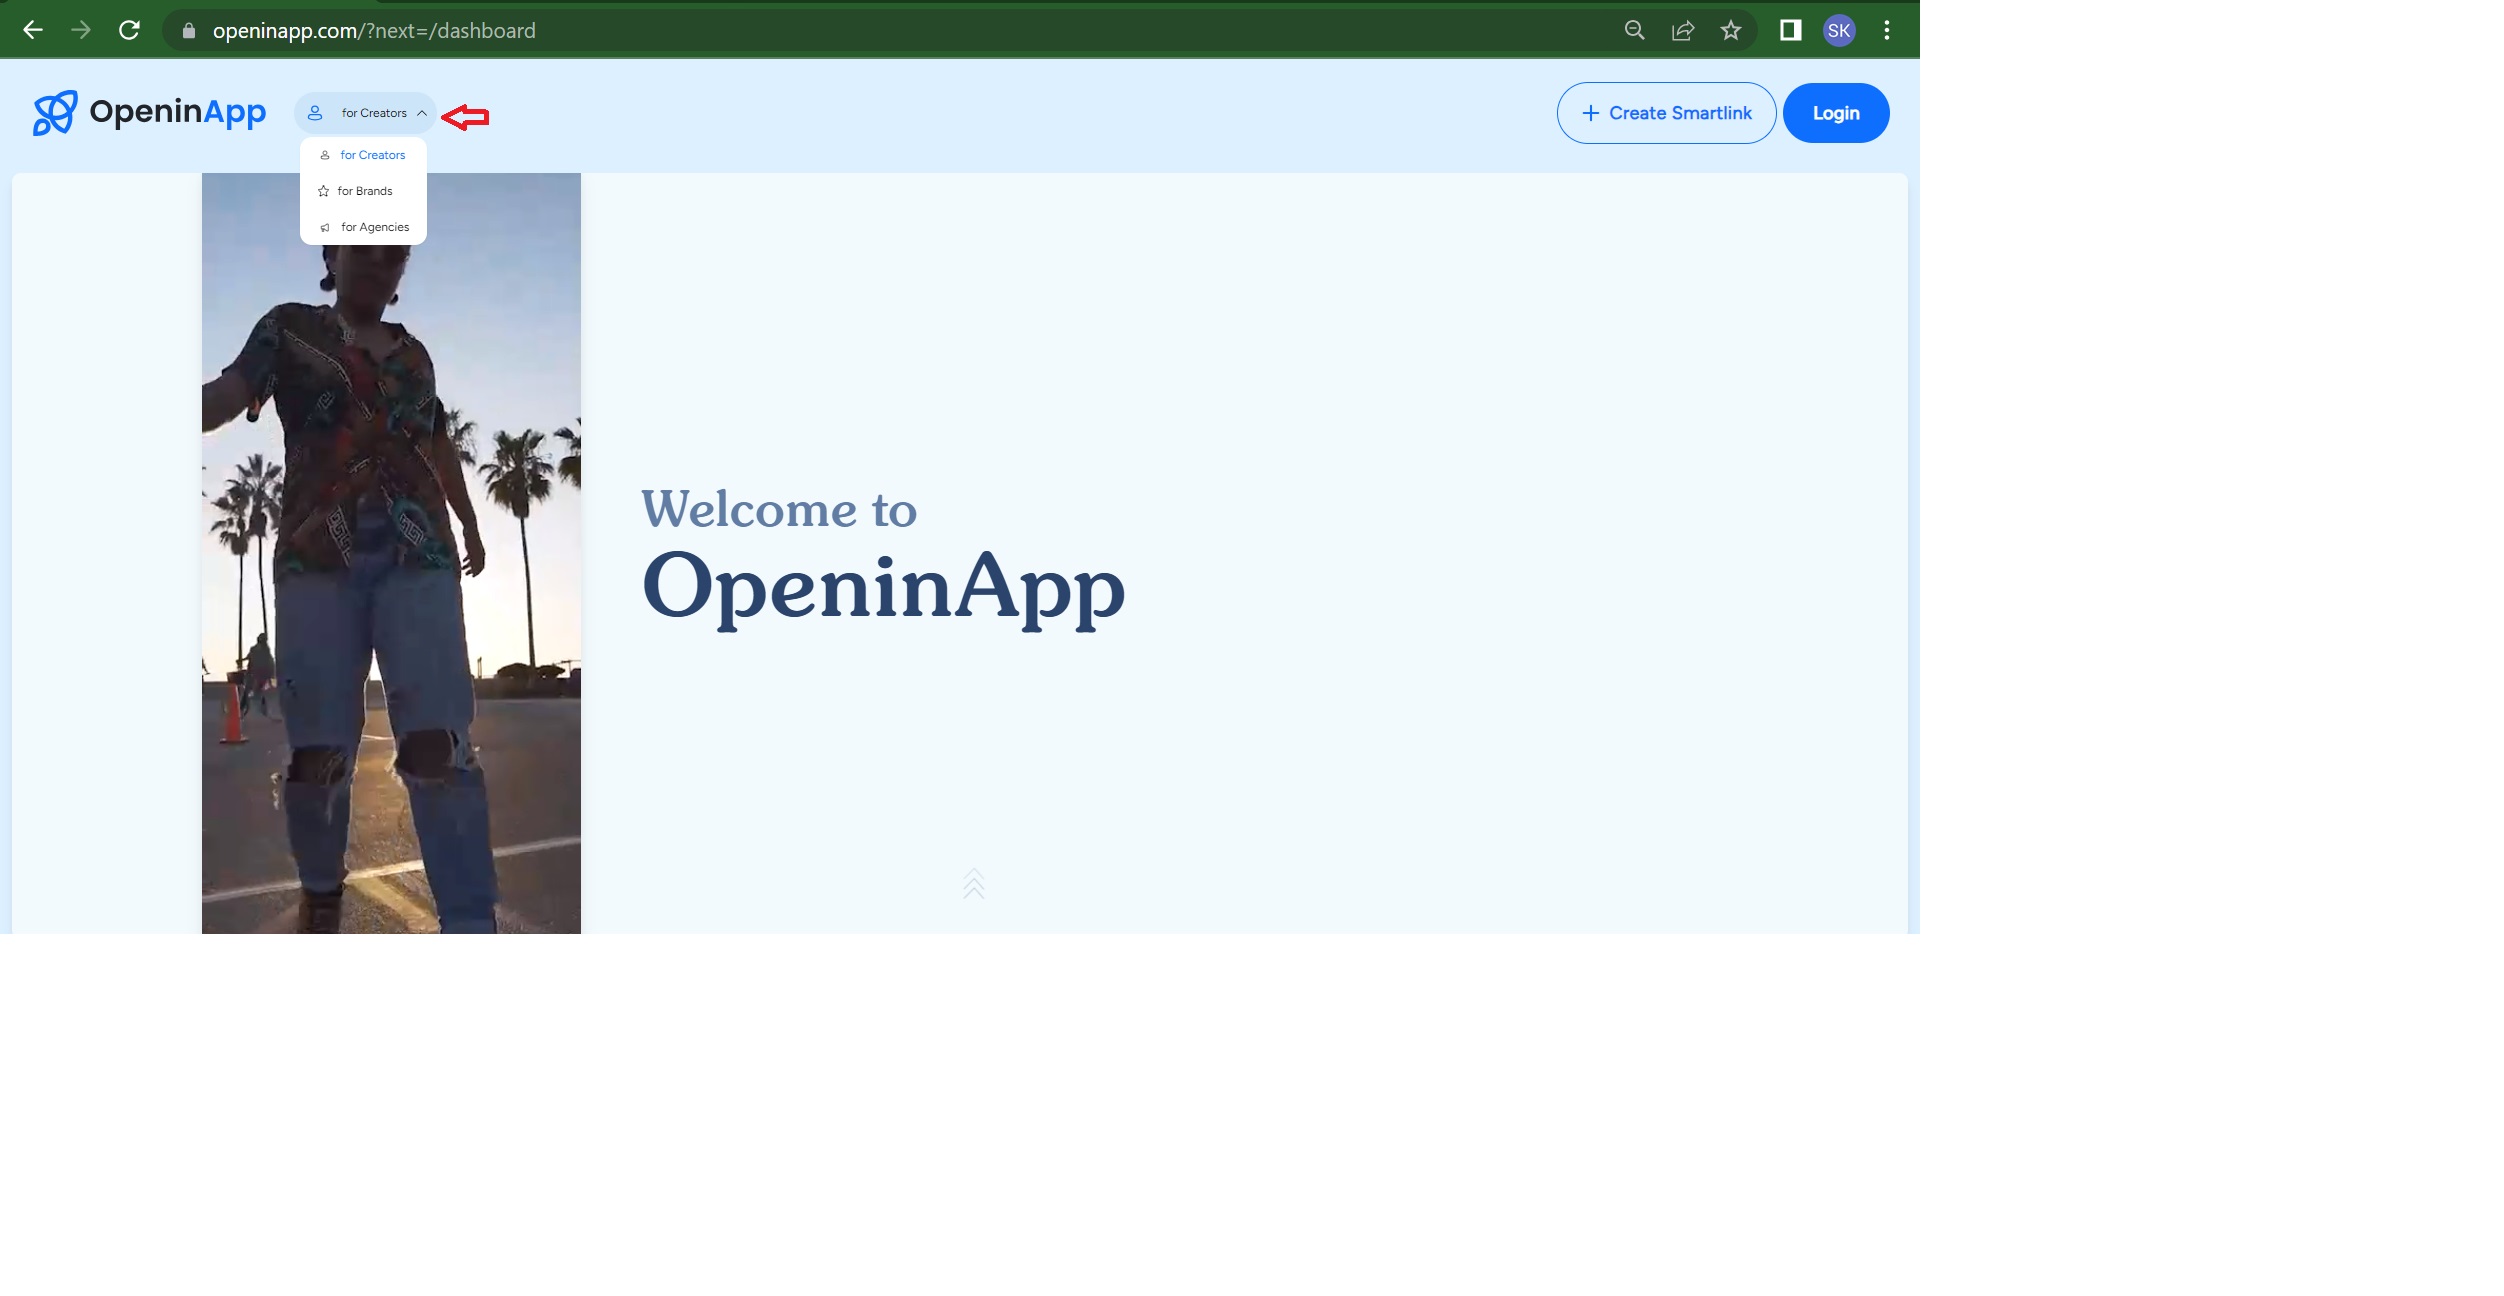 openinapp.com/?next=/dashboard
SK
OpeninApp
for Creators
Create Smartlink
Login
for Creators
for Brands
for Agencies
Welcome to
OpeninApp